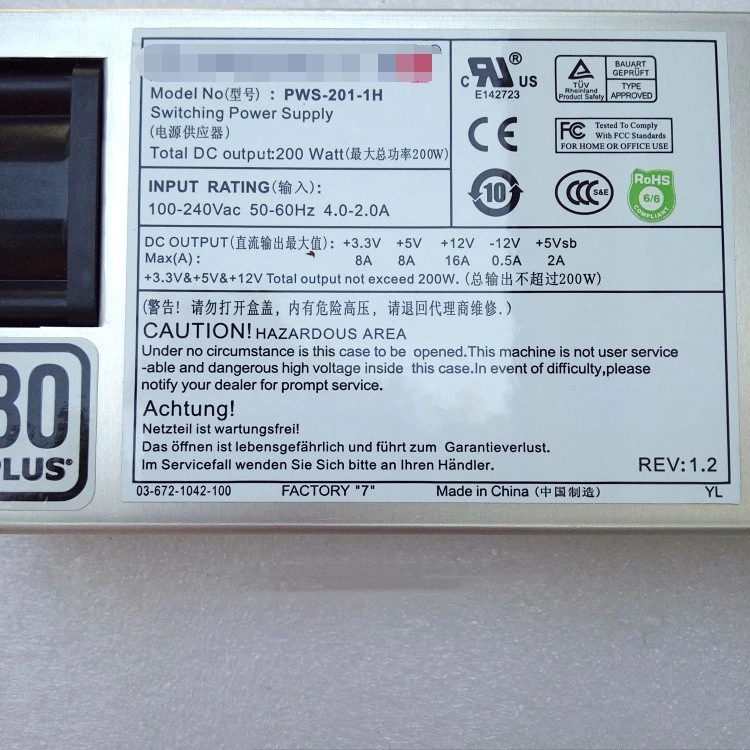 Model No(型号) : PWS-201-1H
Switching Power Supply
(电源供应器)
Total DC output:200 Watt(最大总功率200W)
INPUT RATING(输入):
100-240Vac 50-60Hz 4.0-2.0A
C RU ® US
E142723
TÜV
Rheinland
Product Safety
BAUART
GEPRÜFT
TYPE
APPROVED
CE
FC Tested To Comply
With FCC Standards
FOR HOME OR OFFICE USE
10
CCC S&E
RoHS
6/6
COMPLIANT
DC OUTPUT(直流输出最大值): +3.3V +5V +12V -12V +5Vsb
Max(A) : 8A 8A 16A 0.5A 2A
+3.3V&+5V&+12V Total output not exceed 200W. (总输出不超过200W)
(警告! 请勿打开盒盖, 内有危险高压, 请退回代理商维修.)
CAUTION! HAZARDOUS AREA
Under no circumstance is this case to be opened.This machine is not user service
-able and dangerous high voltage inside this case.In event of difficulty,please
notify your dealer for prompt service.
Achtung!
Netzteil ist wartungsfrei!
Das öfnen ist lebensgefährlich und führt zum Garantieverlust.
Im Servicefall wenden Sie Sich bitte an Ihren Händler.
REV:1.2
03-672-1042-100 FACTORY "7" Made in China (中国制造) YL
80
PLUS®